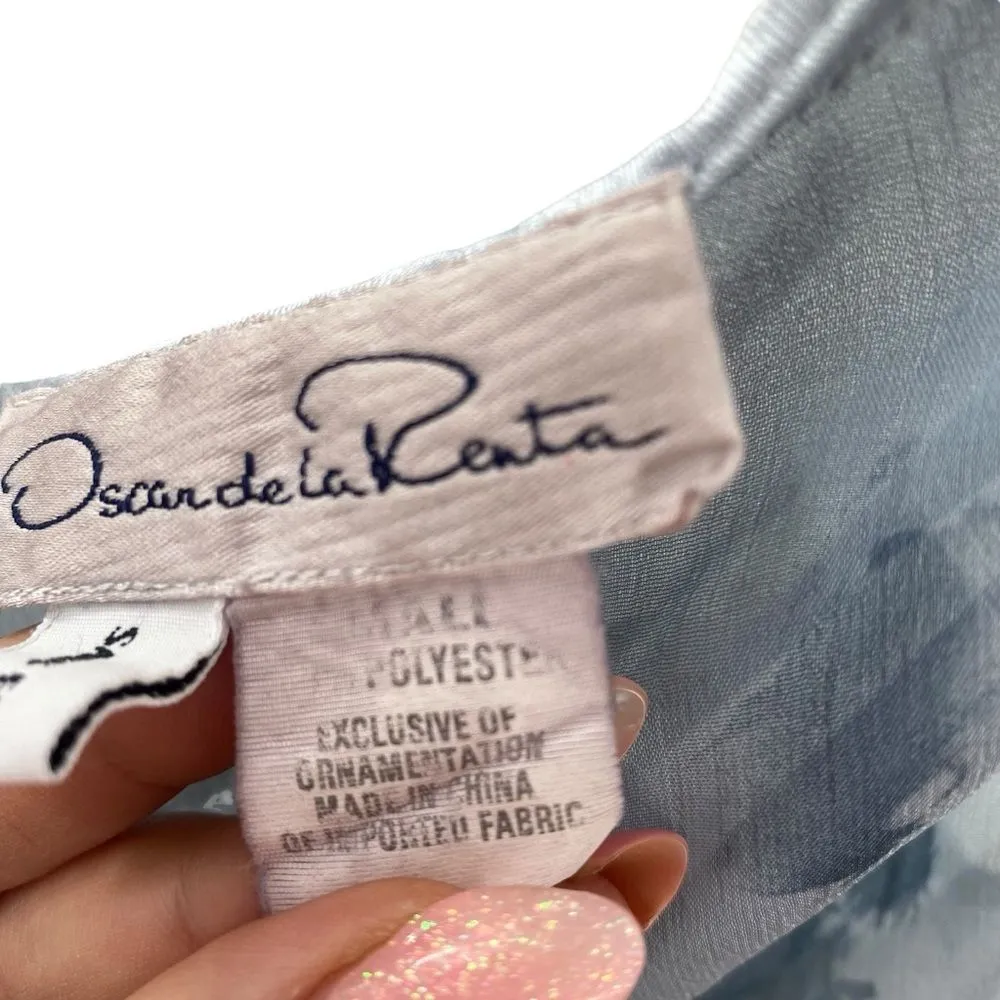 Oscar de la Renta
POLYESTER
EXCLUSIVE OF
ORNAMENTATION
MADE IN CHINA
OF IMPORTED FABRIC